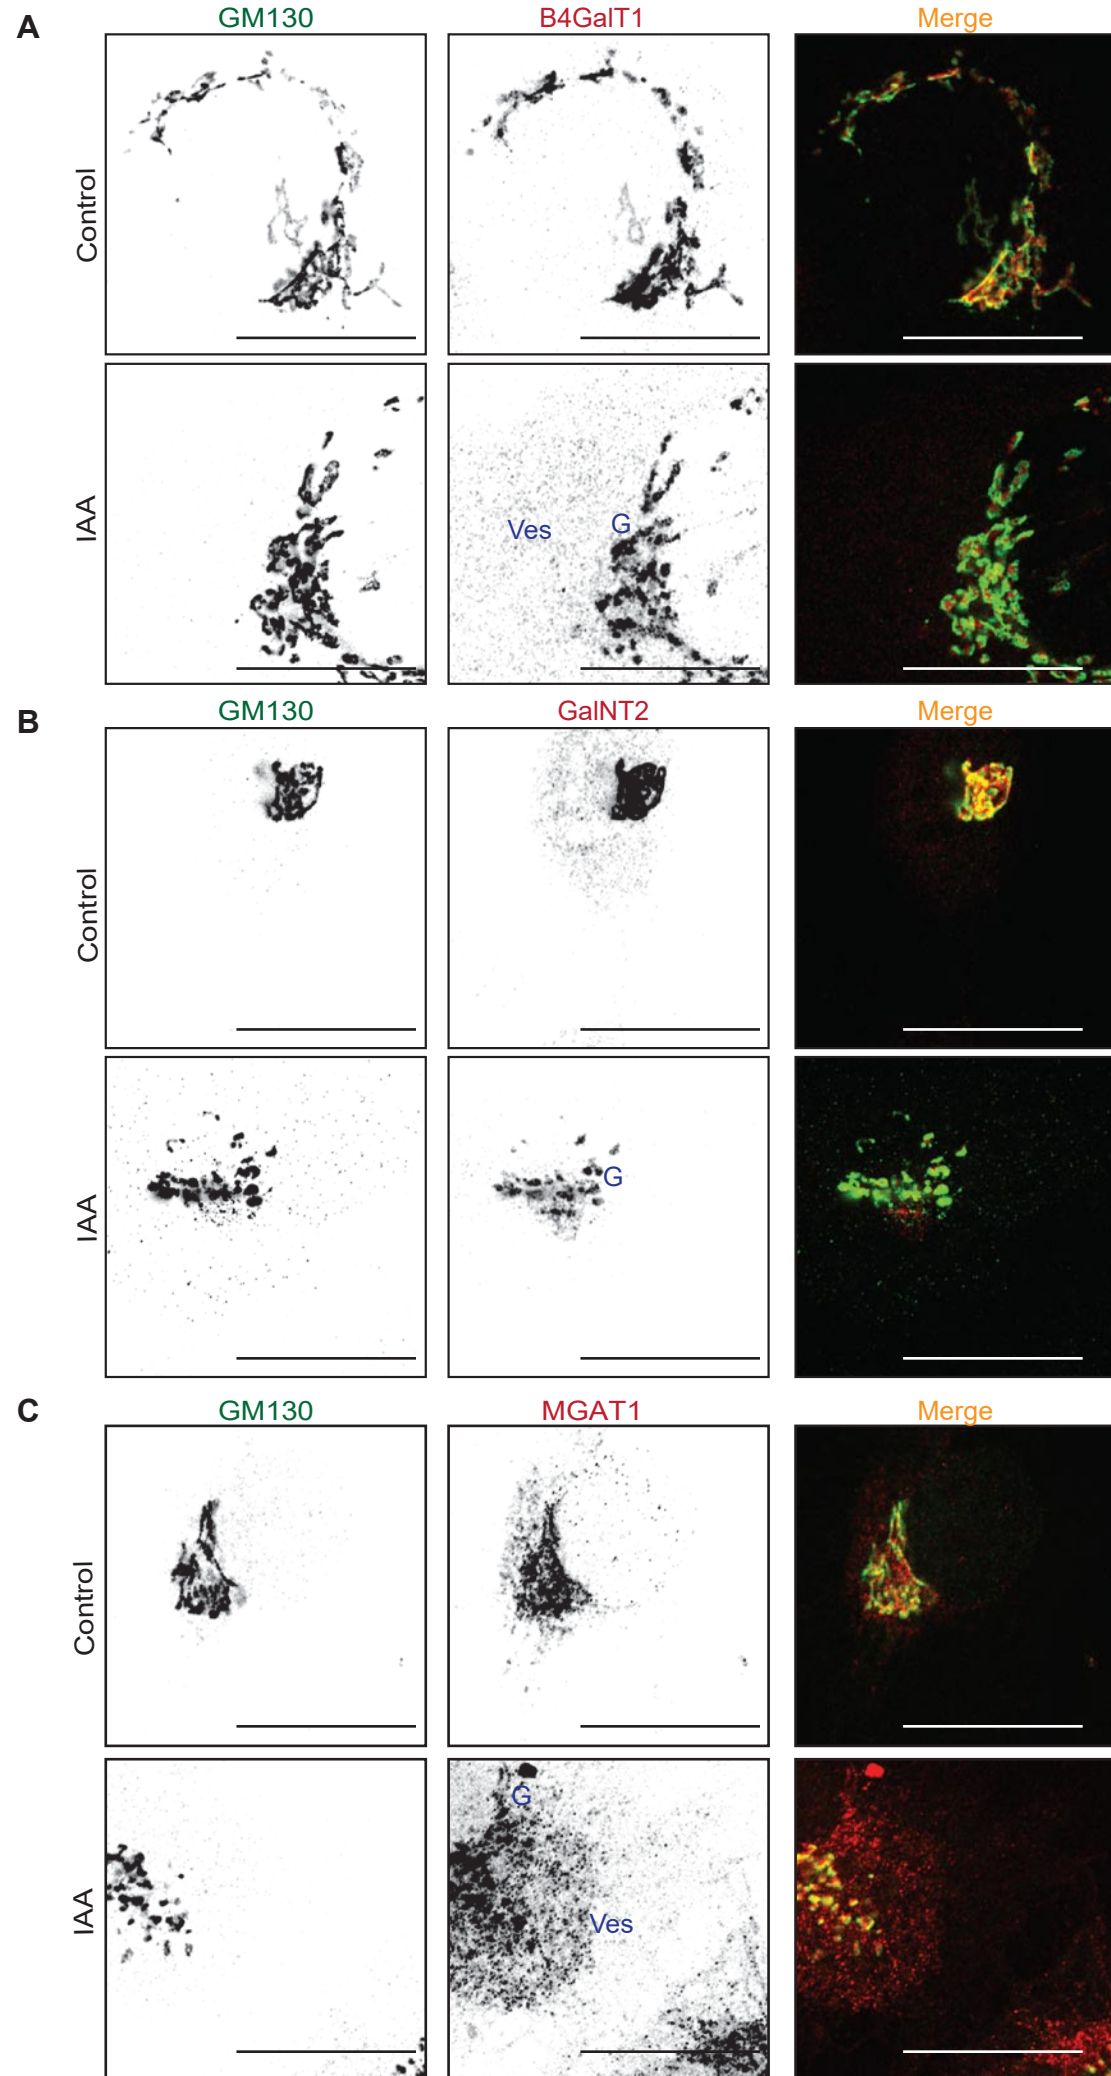 A
GM130 B4GalT1 Merge
Control
IAA
Ves G
B
GM130 GalNT2 Merge
Control
IAA
G
C
GM130 MGAT1 Merge
Control
IAA
G
Ves